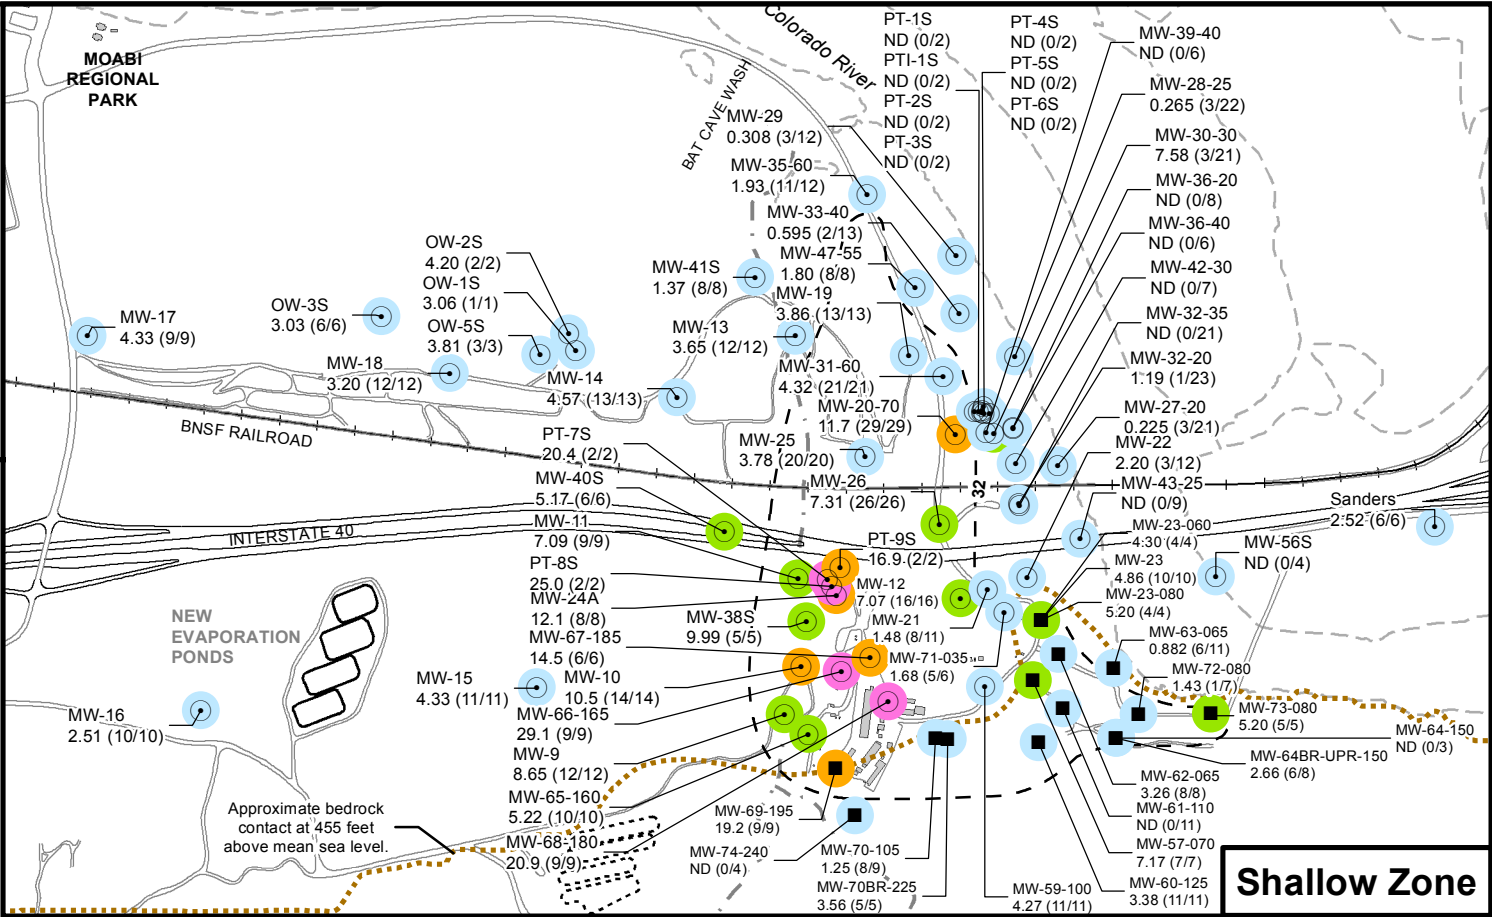 MOABI
REGIONAL
PARK
Colorado River
BAT CAVE WASH
PT-1S
ND (0/2)
PTI-1S
ND (0/2)
PT-2S
ND (0/2)
PT-3S
ND (0/2)
PT-4S
ND (0/2)
PT-5S
ND (0/2)
PT-6S
ND (0/2)
MW-39-40
ND (0/6)
MW-28-25
0.265 (3/22)
MW-30-30
7.58 (3/21)
MW-36-20
ND (0/8)
MW-36-40
ND (0/6)
MW-42-30
ND (0/7)
MW-32-35
ND (0/21)
MW-32-20
1.19 (1/23)
MW-27-20
0.225 (3/21)
MW-22
2.20 (3/12)
MW-43-25
ND (0/9)
MW-29
0.308 (3/12)
MW-35-60
1.93 (11/12)
MW-33-40
0.595 (2/13)
MW-47-55
1.80 (8/8)
MW-19
3.86 (13/13)
MW-41S
1.37 (8/8)
MW-13
3.65 (12/12)
MW-31-60
4.32 (21/21)
MW-20-70
11.7 (29/29)
MW-25
3.78 (20/20)
MW-26
7.31 (26/26)
OW-2S
4.20 (2/2)
OW-1S
3.06 (1/1)
OW-5S
3.81 (3/3)
OW-3S
3.03 (6/6)
MW-17
4.33 (9/9)
MW-18
3.20 (12/12)
MW-14
4.57 (13/13)
BNSF RAILROAD
INTERSTATE 40
32
PT-7S
20.4 (2/2)
MW-40S
5.17 (6/6)
MW-11
7.09 (9/9)
PT-8S
25.0 (2/2)
MW-24A
12.1 (8/8)
MW-67-185
14.5 (6/6)
MW-10
10.5 (14/14)
MW-66-165
29.1 (9/9)
MW-9
8.65 (12/12)
MW-65-160
5.22 (10/10)
MW-68-180
20.9 (9/9)
MW-15
4.33 (11/11)
MW-16
2.51 (10/10)
NEW
EVAPORATION
PONDS
Approximate bedrock
contact at 455 feet
above mean sea level.
PT-9S
16.9 (2/2)
MW-12
7.07 (16/16)
MW-38S
9.99 (5/5)
MW-21
1.48 (8/11)
MW-71-035
1.68 (5/6)
Sanders
2.52 (6/6)
MW-56S
ND (0/4)
MW-23-060
4.30 (4/4)
MW-23
4.86 (10/10)
MW-23-080
5.20 (4/4)
MW-63-065
0.882 (6/11)
MW-72-080
1.43 (1/7)
MW-73-080
5.20 (5/5)
MW-64-150
ND (0/3)
MW-64BR-UPR-150
2.66 (6/8)
MW-62-065
3.26 (8/8)
MW-61-110
ND (0/11)
MW-57-070
7.17 (7/7)
MW-60-125
3.38 (11/11)
MW-59-100
4.27 (11/11)
MW-69-195
19.2 (9/9)
MW-74-240
ND (0/4)
MW-70-105
1.25 (8/9)
MW-70BR-225
3.56 (5/5)
Shallow Zone